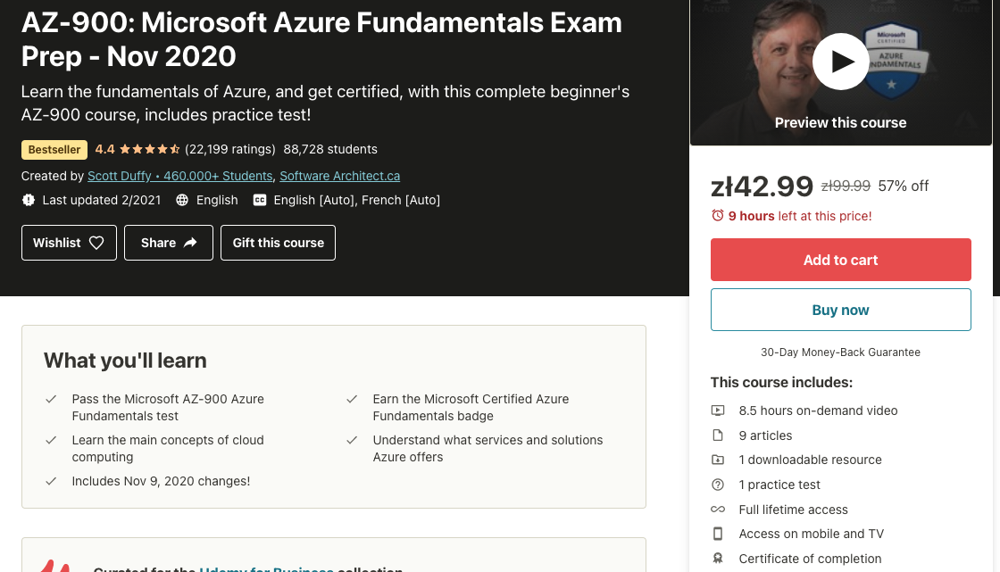 AZ-900: Microsoft Azure Fundamentals Exam
Prep - Nov 2020
Learn the fundamentals of Azure, and get certified, with this complete beginner's
AZ-900 course, includes practice test!
Bestseller 4.4 (22,199 ratings) 88,728 students
Created by Scott Duffy • 460.000+ Students, Software Architect.ca
Last updated 2/2021 English CC English [Auto], French [Auto]
Wishlist Share Gift this course
What you'll learn
Pass the Microsoft AZ-900 Azure
Fundamentals test
Learn the main concepts of cloud
computing
Includes Nov 9, 2020 changes!
Earn the Microsoft Certified Azure
Fundamentals badge
Understand what services and solutions
Azure offers
Curated for the Udemy for Business collection
Azure Azure Azure
Microsoft
CERTIFIED
AZURE
Preview this course
zł42.99 zł99.99 57% off
9 hours left at this price!
Add to cart
Buy now
30-Day Money-Back Guarantee
This course includes:
8.5 hours on-demand video
9 articles
1 downloadable resource
1 practice test
Full lifetime access
Access on mobile and TV
Certificate of completion